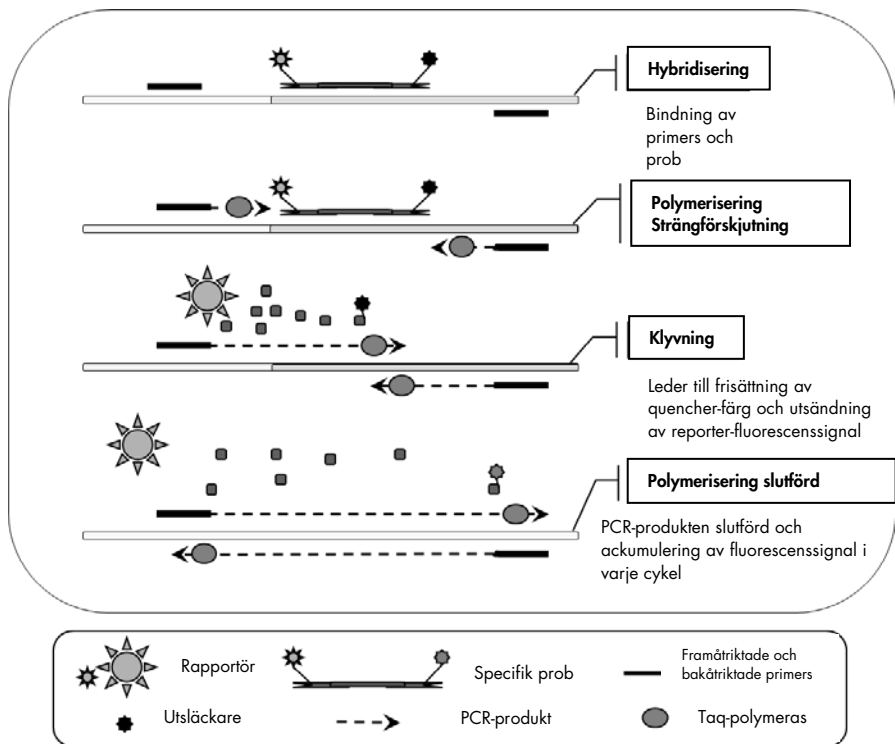 Hybridisering
Bindning av
primers och
prob
Polymerisering
Strängförskjutning
Klyvning
Leder till frisättning av
quencher-färg och utsändning
av reporter-fluorescenssignal
Polymerisering slutförd
PCR-produkten slutförd och
ackumulering av fluorescenssignal i
varje cykel
Rapportör
Specifik prob
Framåtriktade och
bakåtriktade primers
Utsläckare
PCR-produkt
Taq-polymeras